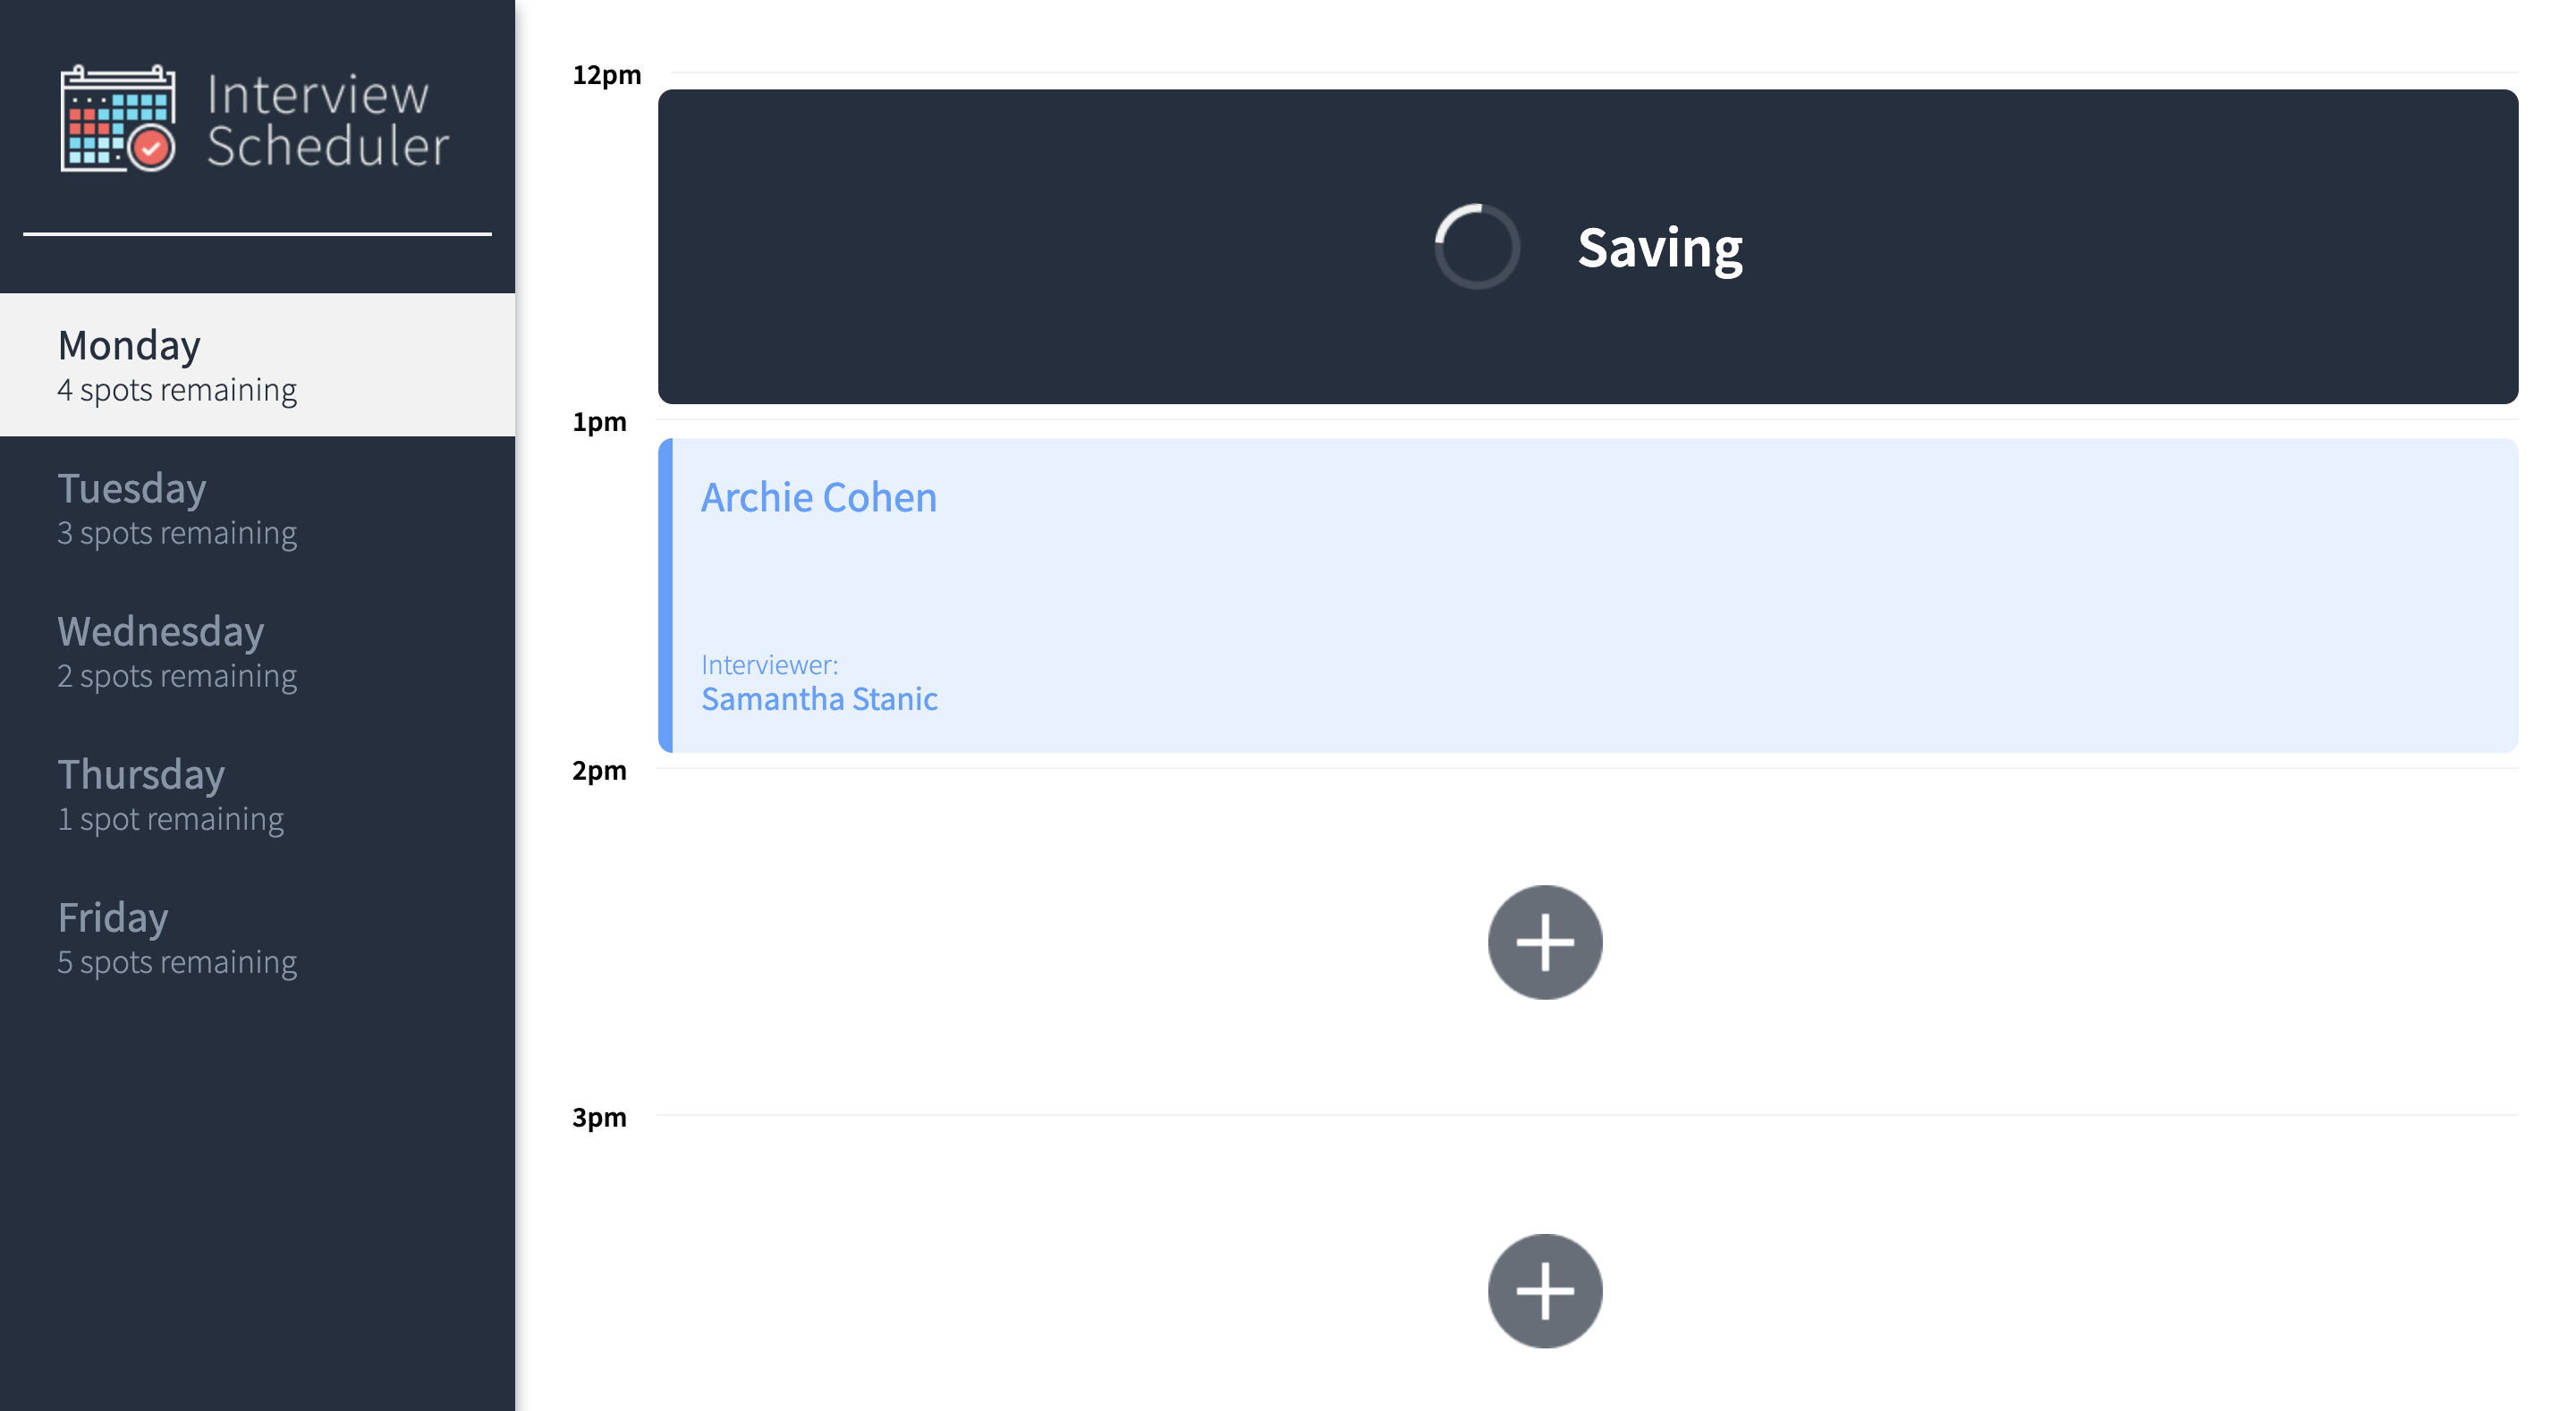 Interview
Scheduler
Monday
4 spots remaining
Tuesday
3 spots remaining
Wednesday
2 spots remaining
Thursday
1 spot remaining
Friday
5 spots remaining
12pm
Saving
1pm
Archie Cohen
Interviewer:
Samantha Stanic
2pm
3pm